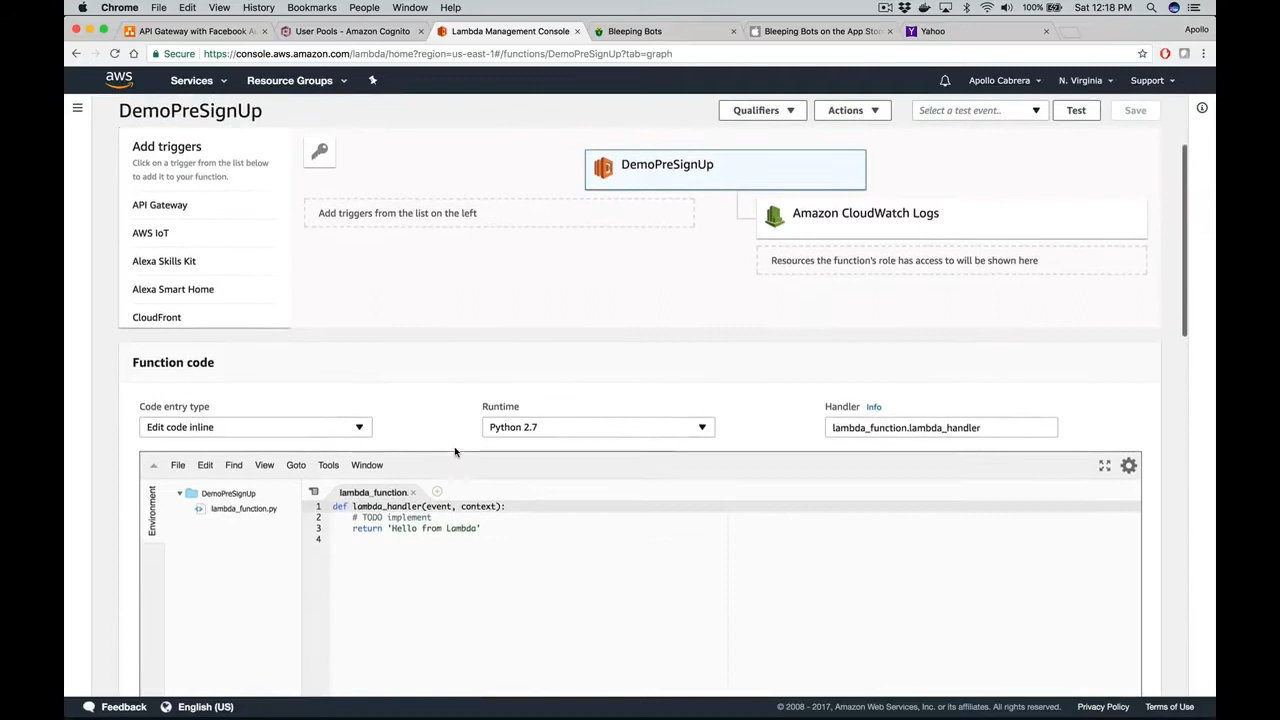 Chrome File Edit View History Bookmarks People Window Help 100% Sat 12:18 PM
API Gateway with Facebook Au × User Pools - Amazon Cognito × Lambda Management Console × Bleeping Bots × Bleeping Bots on the App Stor × Yahoo × Apollo
Secure https://console.aws.amazon.com/lambda/home?region=us-east-1#/functions/DemoPreSignUp?tab=graph
aws Services Resource Groups Apollo Cabrera N. Virginia Support
DemoPreSignUp Qualifiers Actions Select a test event.. Test Save
Add triggers
Click on a trigger from the list below
to add it to your function.
API Gateway
AWS IoT
Alexa Skills Kit
Alexa Smart Home
CloudFront
Add triggers from the list on the left
DemoPreSignUp
Amazon CloudWatch Logs
Resources the function's role has access to will be shown here
Function code
Code entry type Runtime Handler Info
Edit code inline Python 2.7 lambda_function.lambda_handler
File Edit Find View Goto Tools Window
Environment
DemoPreSignUp
lambda_function.py
lambda_function. ×
1 def lambda_handler(event, context):
2 # TODO implement
3 return 'Hello from Lambda'
4
Feedback English (US) © 2008 - 2017, Amazon Web Services, Inc. or its affiliates. All rights reserved. Privacy Policy Terms of Use